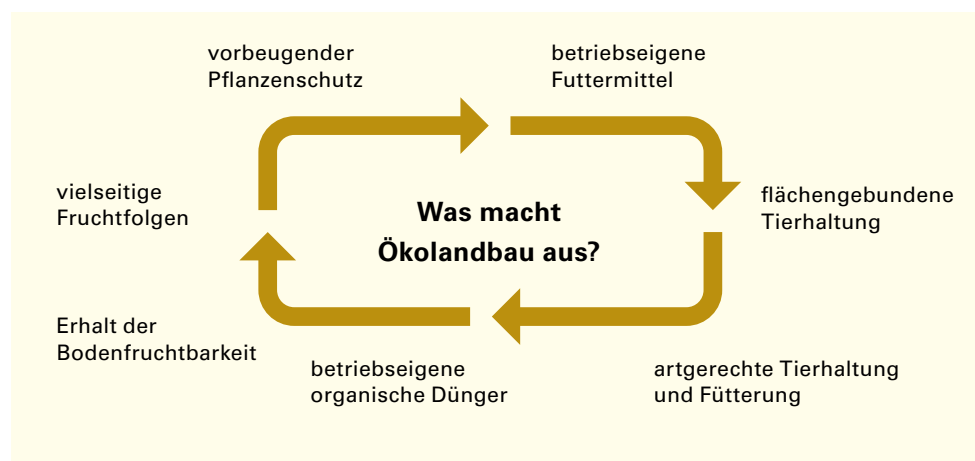 vorbeugender
Pflanzenschutz
betriebseigene
Futtermittel
vielseitige
Fruchtfolgen
Was macht
Ökolandbau aus?
flächengebundene
Tierhaltung
Erhalt der
Bodenfruchtbarkeit
betriebseigene
organische Dünger
artgerechte Tierhaltung
und Fütterung